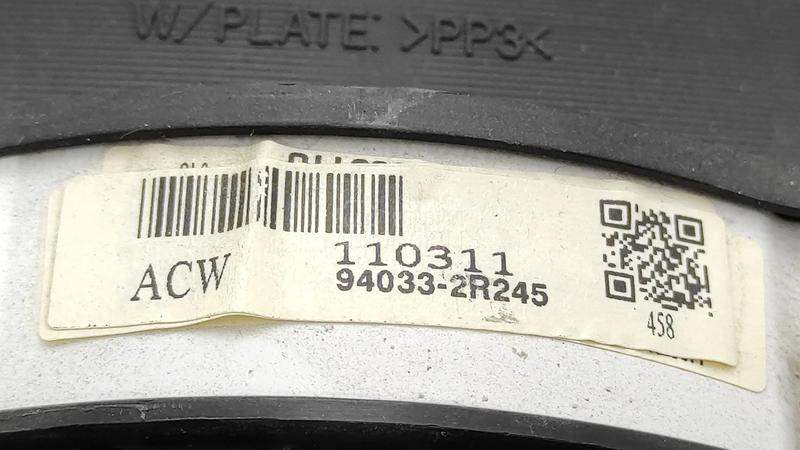 W/PLATE: >PP3<
110311
ACW
94033-2R245
458